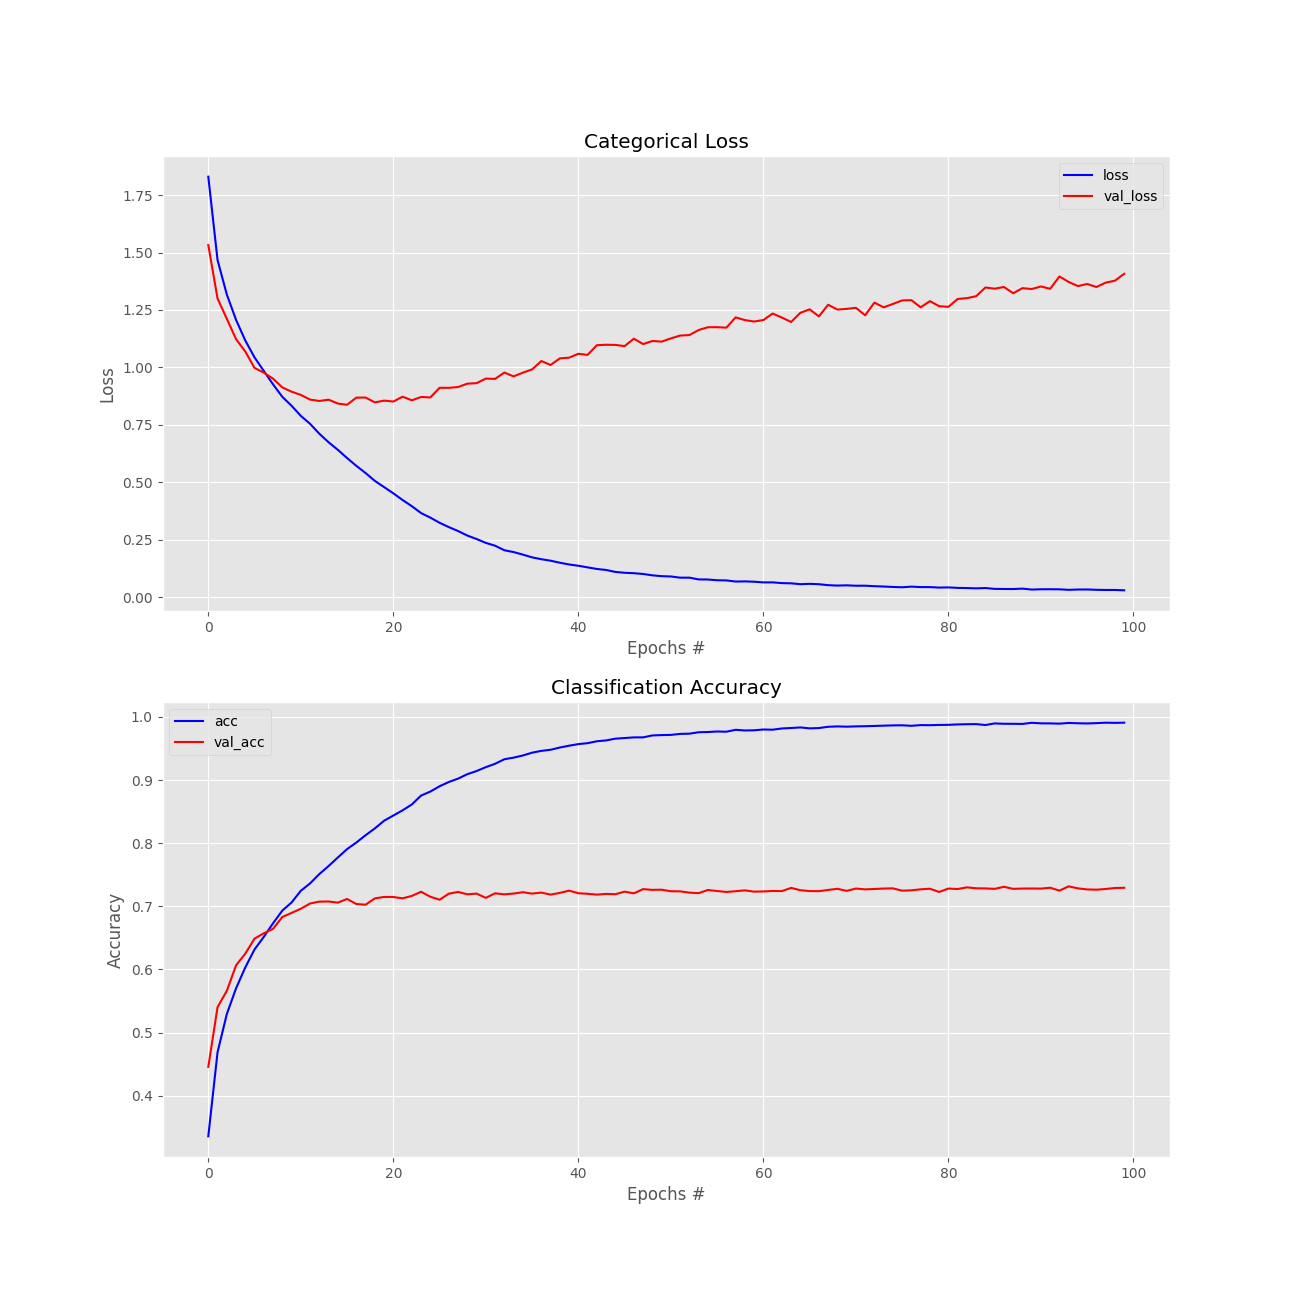 Categorical Loss
loss
val_loss
1.75
1.50
1.25
1.00
0.75
0.50
0.25
0.00
Loss
0 20 40 60 80 100
Epochs #
Classification Accuracy
acc
val_acc
1.0
0.9
0.8
0.7
0.6
0.5
0.4
Accuracy
0 20 40 60 80 100
Epochs #